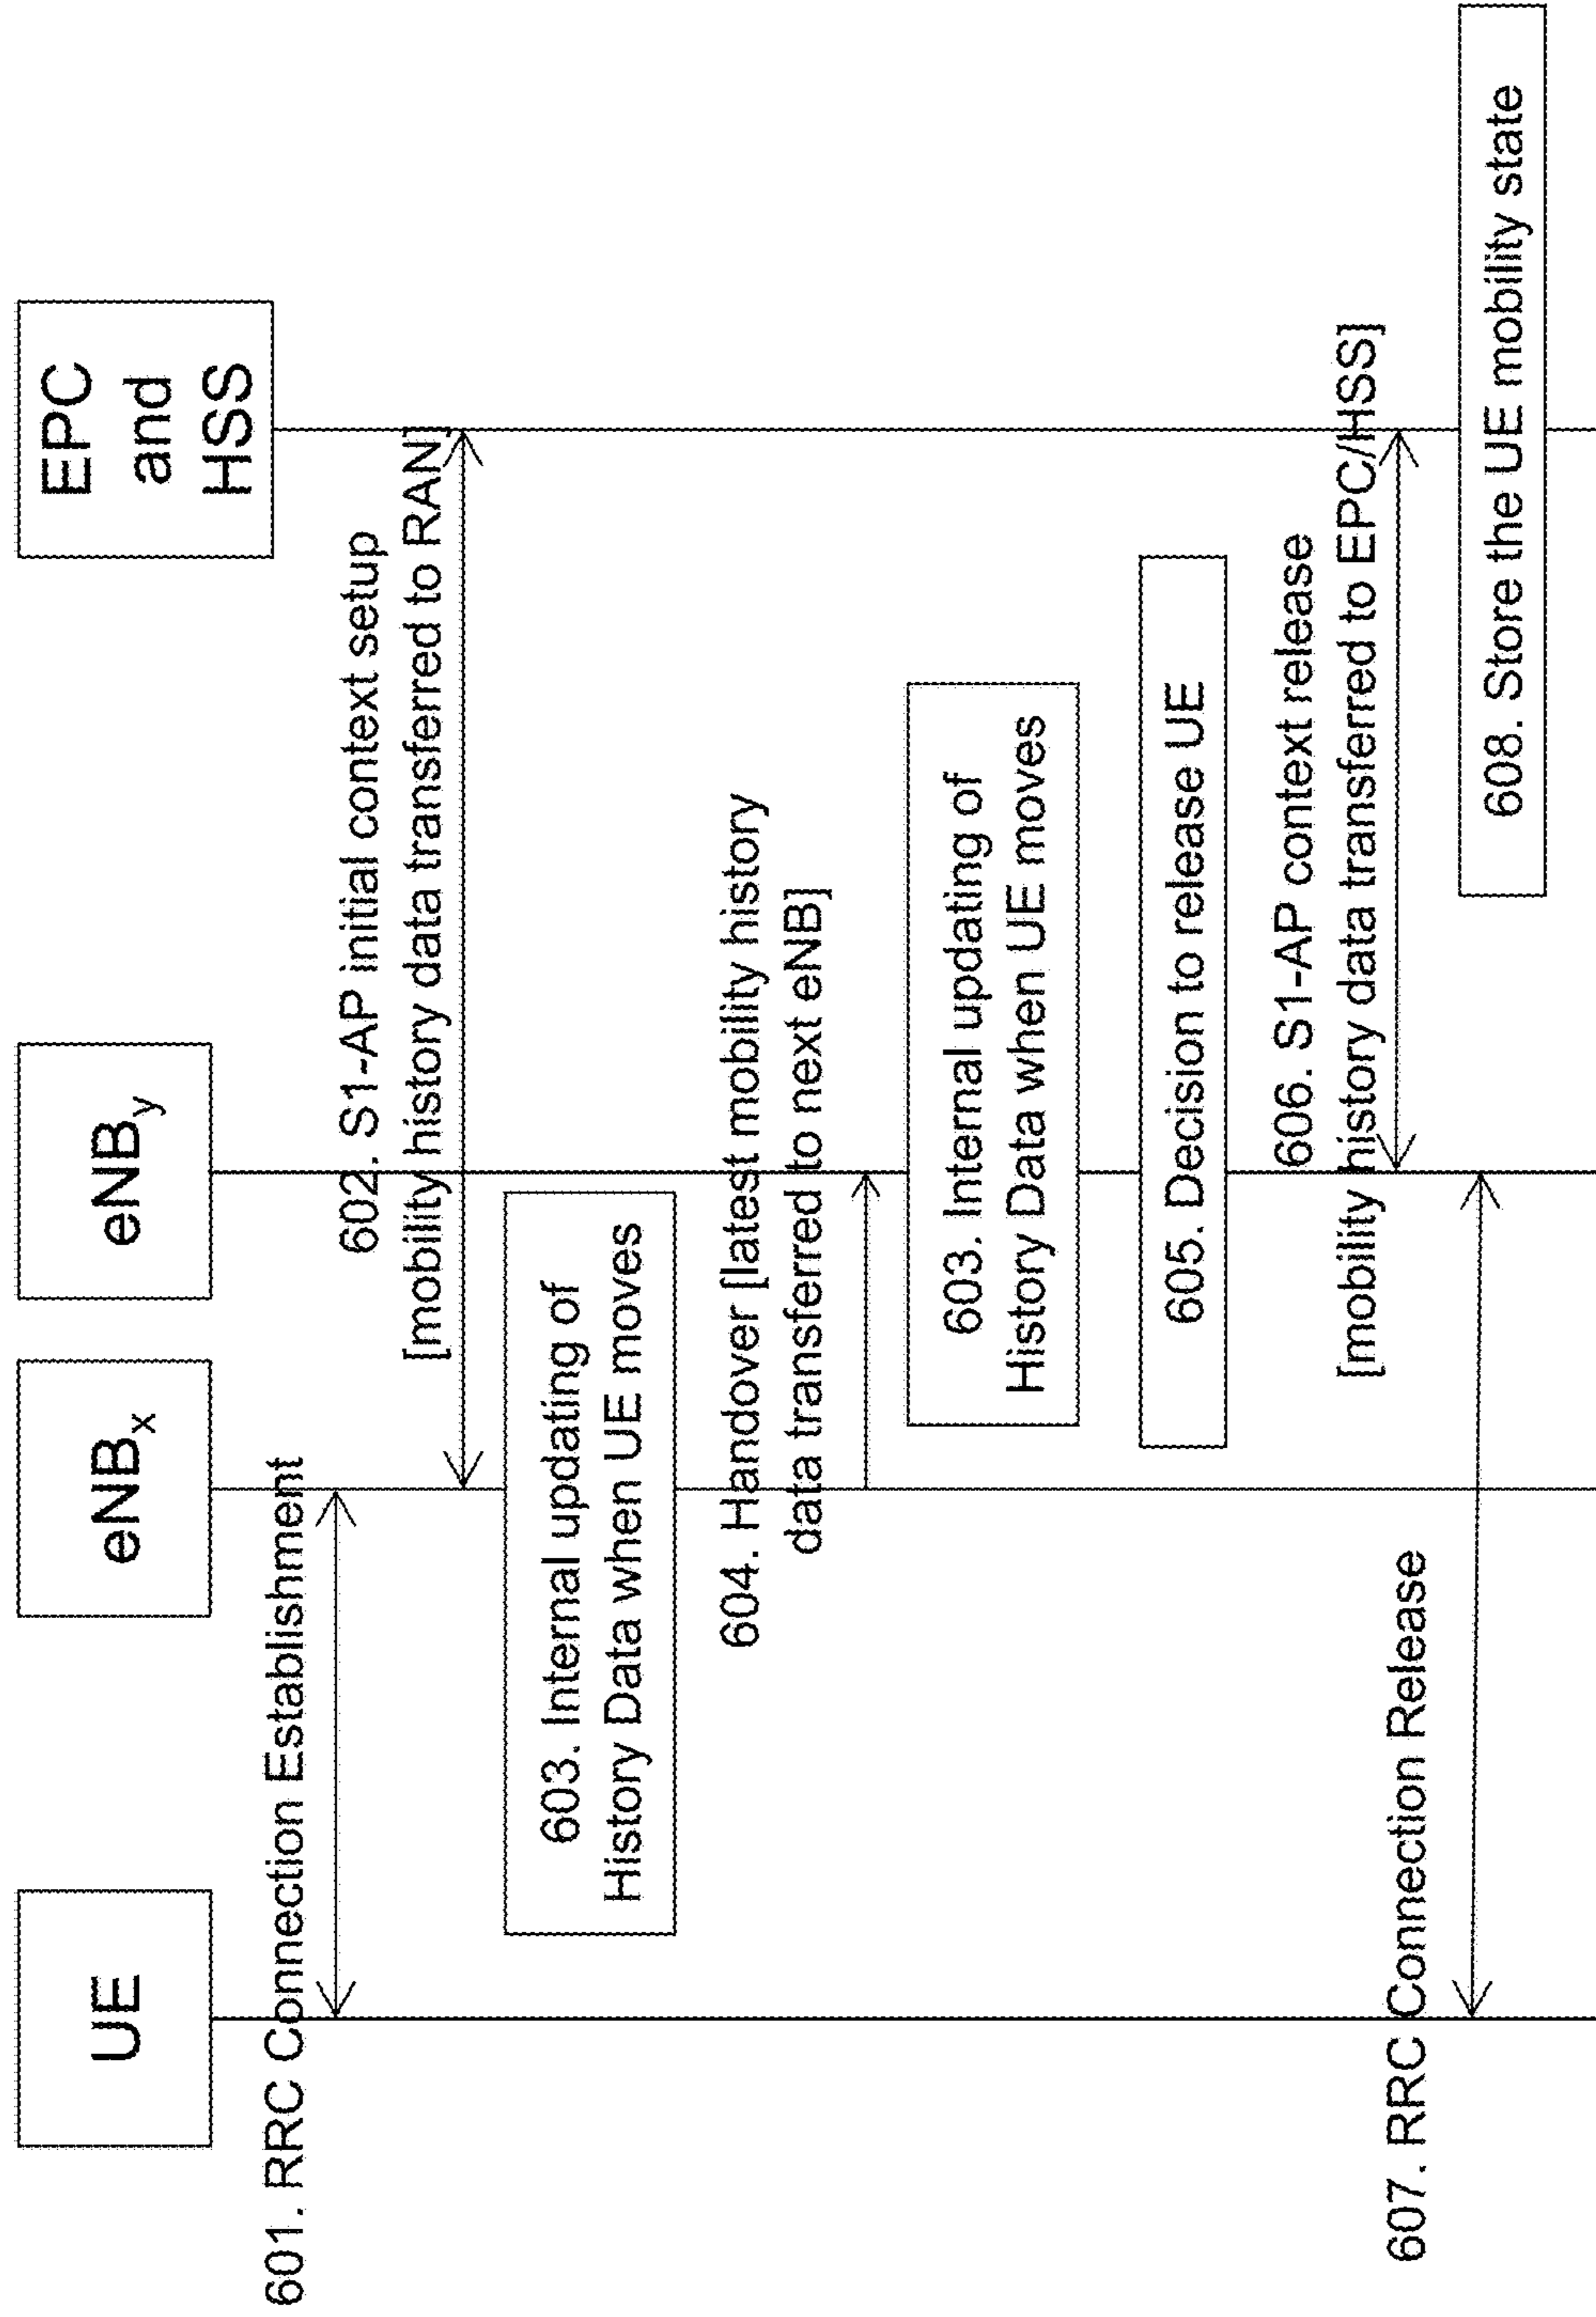 UE
eNBx
eNBy
EPC
and
HSS
601. RRC Connection Establishment
602. S1-AP initial context setup
[mobility history data transferred to RAN]
603. Internal updating of
History Data when UE moves
604. Handover [latest mobility history
data transferred to next eNB]
603. Internal updating of
History Data when UE moves
605. Decision to release UE
606. S1-AP context release
[mobility history data transferred to EPC/HSS]
607. RRC Connection Release
608. Store the UE mobility state